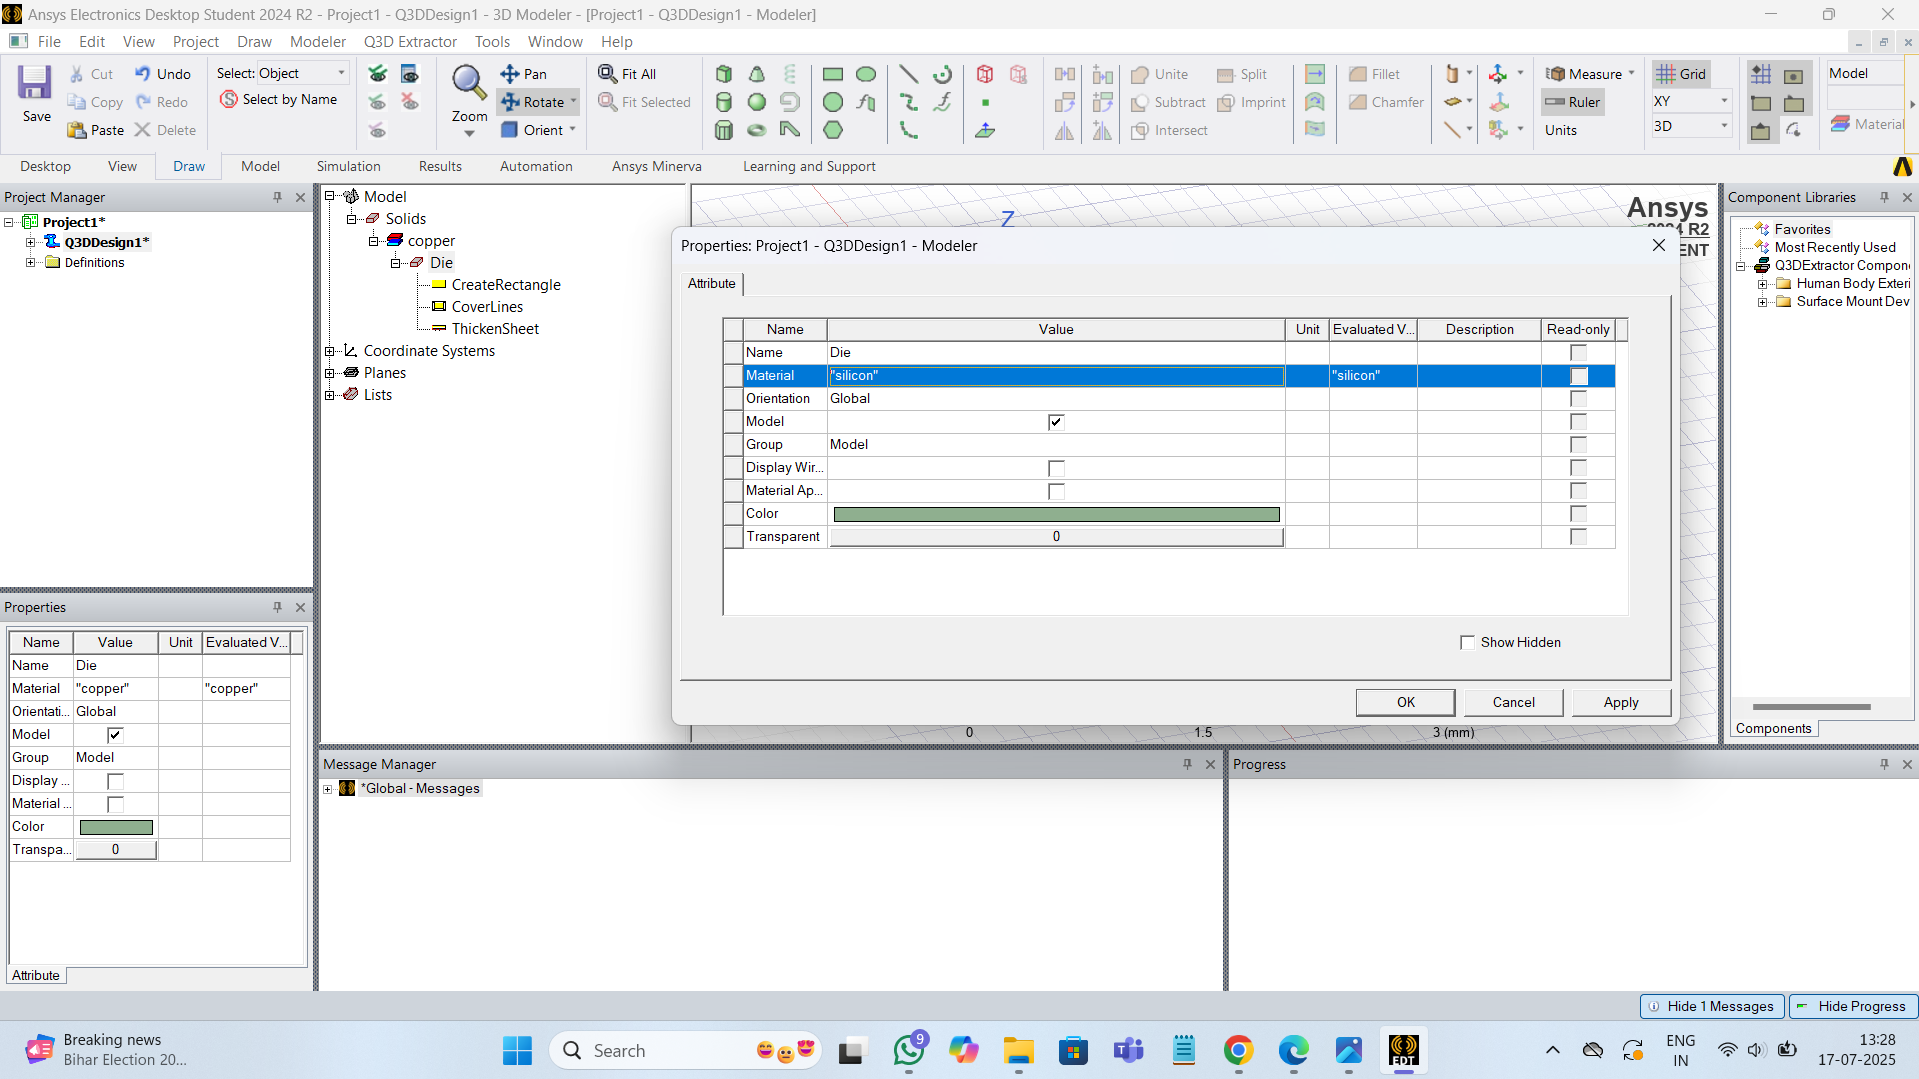 Ansys Electronics Desktop Student 2024 R2 - Project1 - Q3DDesign1 - 3D Modeler - [Project1 - Q3DDesign1 - Modeler]
File Edit View Project Draw Modeler Q3D Extractor Tools Window Help
Save
Cut
Copy
Paste
Undo
Redo
Delete
Select: Object
Select by Name
Zoom
Pan
Rotate
Orient
Fit All
Fit Selected
Unite
Subtract
Intersect
Split
Imprint
Fillet
Chamfer
Measure
Ruler
Units
Grid
XY
3D
Model
Material
Desktop View Draw Model Simulation Results Automation Ansys Minerva Learning and Support
Project Manager
Project1*
Q3DDesign1*
Definitions
Model
Solids
copper
Die
CreateRectangle
CoverLines
ThickenSheet
Coordinate Systems
Planes
Lists
Z
Ansys
2024 R2
ENT
0 1.5 3 (mm)
Properties: Project1 - Q3DDesign1 - Modeler
Attribute
Name Value Unit Evaluated V... Description Read-only
Name Die
Material "silicon" "silicon"
Orientation Global
Model
Group Model
Display Wir...
Material Ap...
Color
Transparent 0
Show Hidden
OK Cancel Apply
Component Libraries
Favorites
Most Recently Used
Q3DExtractor Compon
Human Body Exteri
Surface Mount Dev
Components
Properties
Name Value Unit Evaluated V...
Name Die
Material "copper" "copper"
Orientati... Global
Model
Group Model
Display ...
Material ...
Color
Transpa... 0
Attribute
Message Manager
*Global - Messages
Progress
Hide 1 Messages Hide Progress
Breaking news
Bihar Election 20...
Search
9
EDT
ENG
IN
13:28
17-07-2025